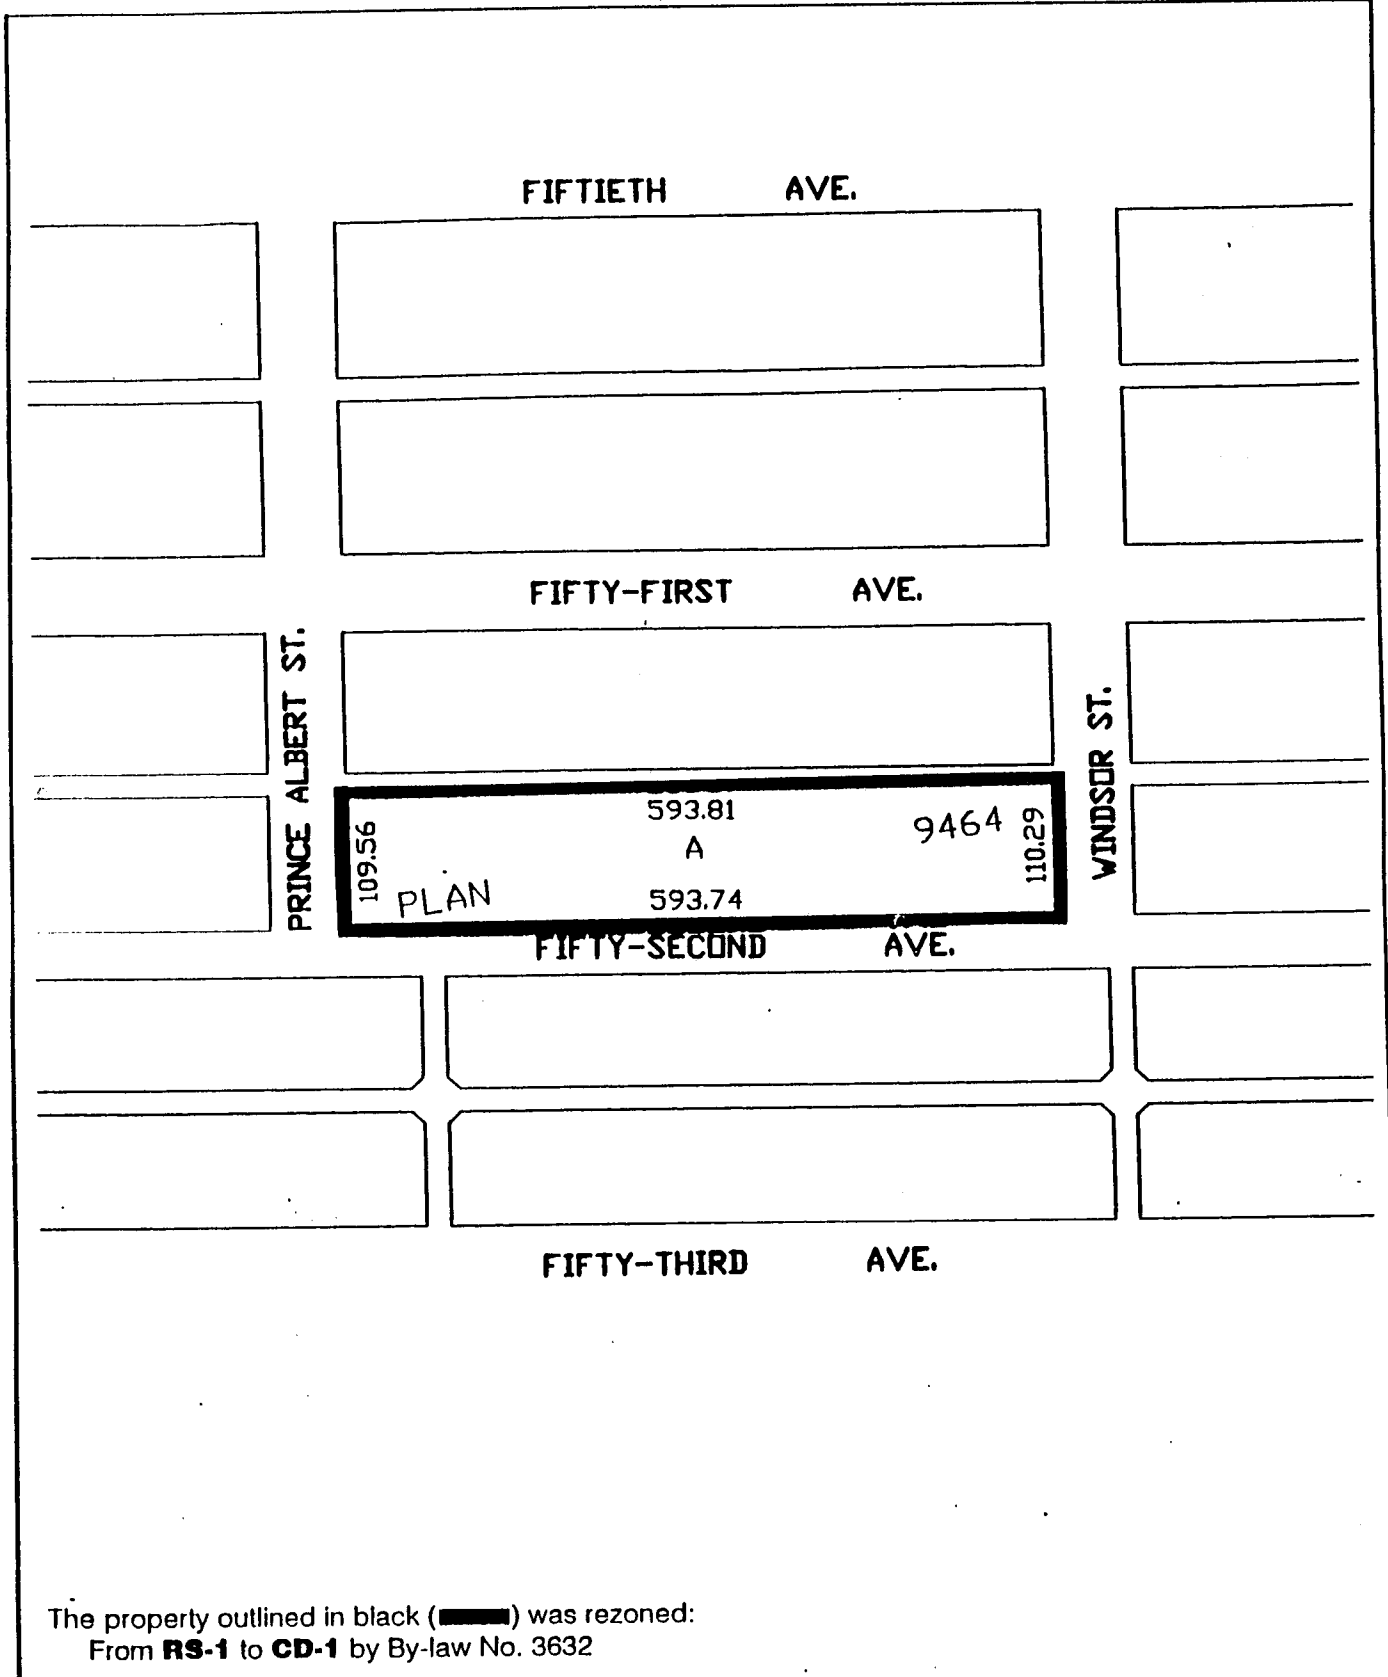 FIFTIETH AVE.
FIFTY-FIRST AVE.
PRINCE ALBERT ST.
WINDSOR ST.
593.81
9464
109.56
A
110.29
PLAN
593.74
FIFTY-SECOND AVE.
FIFTY-THIRD AVE.
The property outlined in black ( ) was rezoned:
From RS-1 to CD-1 by By-law No. 3632